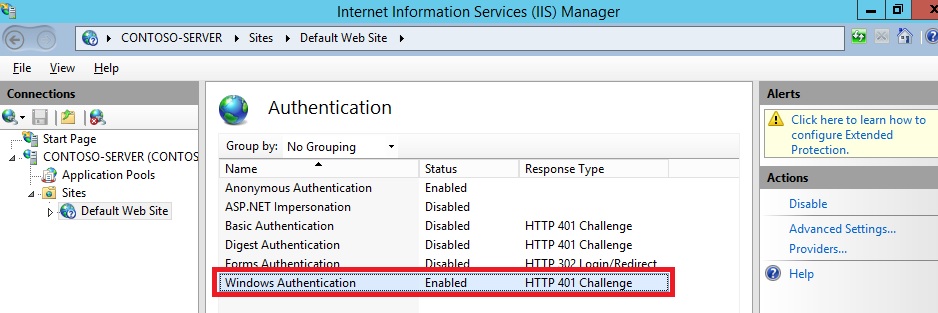 Internet Information Services (IIS) Manager
CONTOSO-SERVER Sites Default Web Site
File View Help
Connections
Start Page
CONTOSO-SERVER (CONTOS
Application Pools
Sites
Default Web Site
Authentication
Group by: No Grouping
Name Status Response Type
Anonymous Authentication Enabled
ASP.NET Impersonation Disabled
Basic Authentication Disabled HTTP 401 Challenge
Digest Authentication Disabled HTTP 401 Challenge
Forms Authentication Disabled HTTP 302 Login/Redirect
Windows Authentication Enabled HTTP 401 Challenge
Alerts
Click here to learn how to
configure Extended
Protection.
Actions
Disable
Advanced Settings...
Providers...
Help